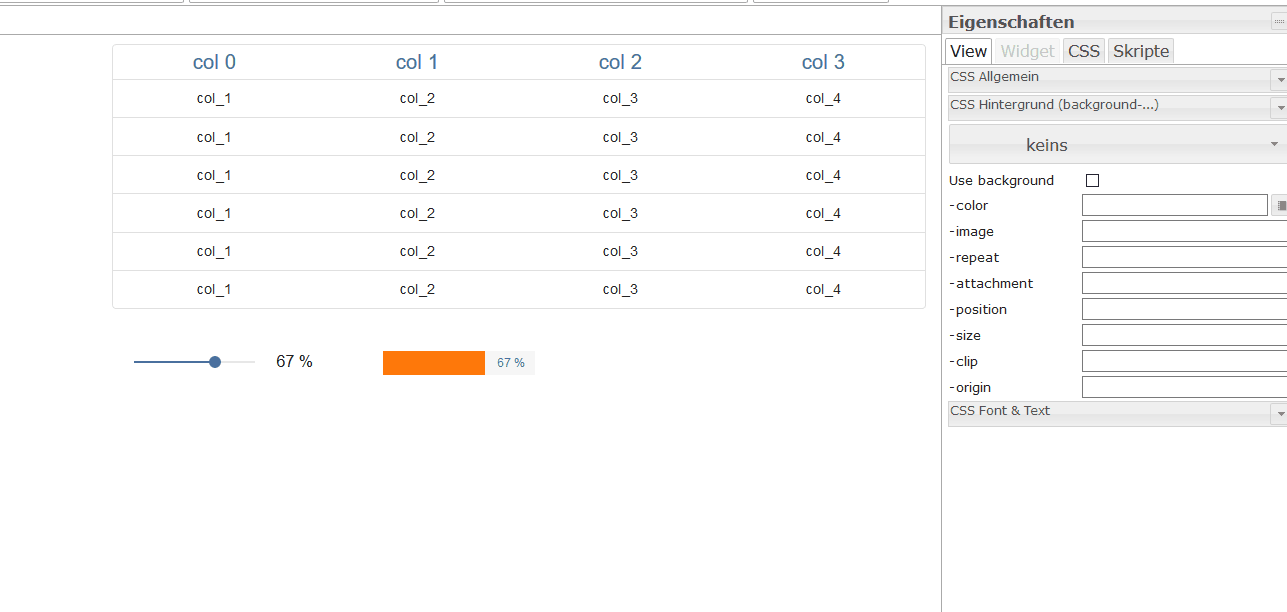 col 0 col 1 col 2 col 3
col_1 col_2 col_3 col_4
col_1 col_2 col_3 col_4
col_1 col_2 col_3 col_4
col_1 col_2 col_3 col_4
col_1 col_2 col_3 col_4
col_1 col_2 col_3 col_4
67 % 67 %
Eigenschaften
View Widget CSS Skripte
CSS Allgemein
CSS Hintergrund (background-...)
keins
Use background
-color
-image
-repeat
-attachment
-position
-size
-clip
-origin
CSS Font & Text